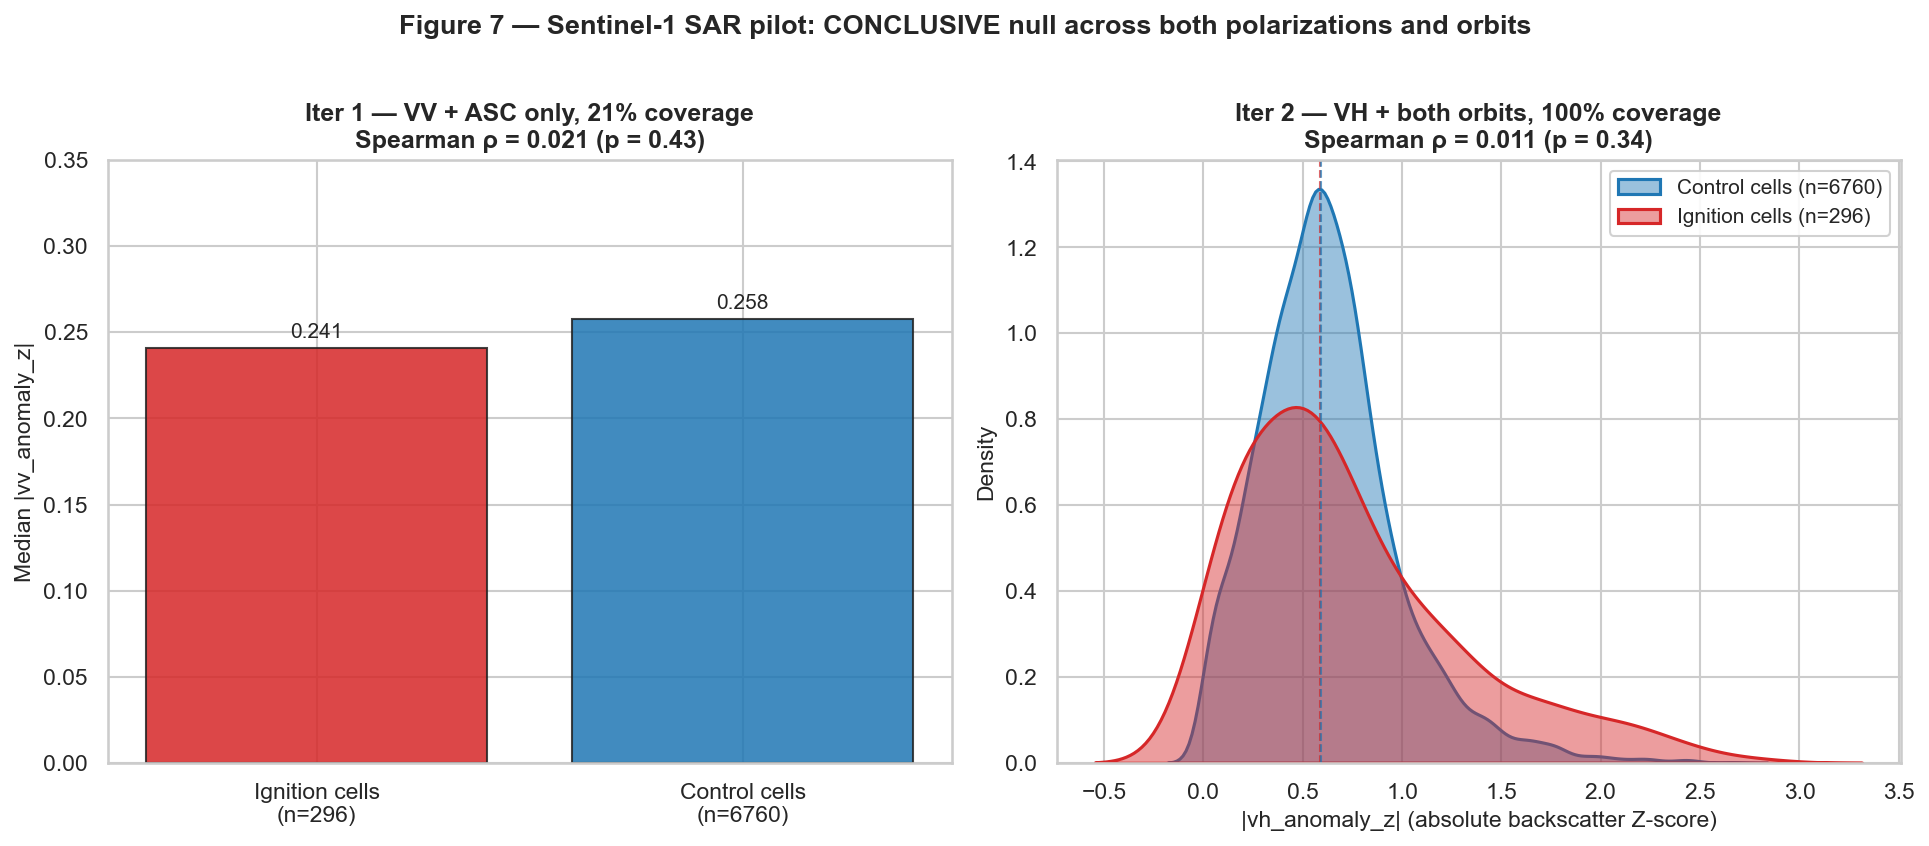 Figure 7 — Sentinel-1 SAR pilot: CONCLUSIVE null across both polarizations and orbits
Iter 1 — VV + ASC only, 21% coverage
Spearman ρ = 0.021 (p = 0.43)
Median |vv_anomaly_z|
0.35
0.30
0.25
0.20
0.15
0.10
0.05
0.00
0.241
0.258
Ignition cells
(n=296)
Control cells
(n=6760)
Iter 2 — VH + both orbits, 100% coverage
Spearman ρ = 0.011 (p = 0.34)
Control cells (n=6760)
Ignition cells (n=296)
Density
1.4
1.2
1.0
0.8
0.6
0.4
0.2
0.0
−0.5 0.0 0.5 1.0 1.5 2.0 2.5 3.0 3.5
|vh_anomaly_z| (absolute backscatter Z-score)